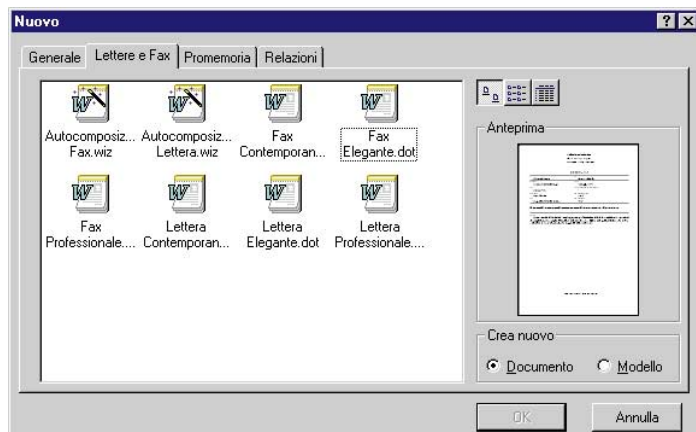 Nuovo
Generale Lettere e Fax Promemoria Relazioni
Autocomposiz... Autocomposiz... Fax Fax
Fax.wiz Lettera.wiz Contemporan... Elegante.dot
Fax Lettera Lettera Lettera
Professionale.... Contemporan... Elegante.dot Professionale....
Anteprima
Crea nuovo
Documento Modello
OK Annulla